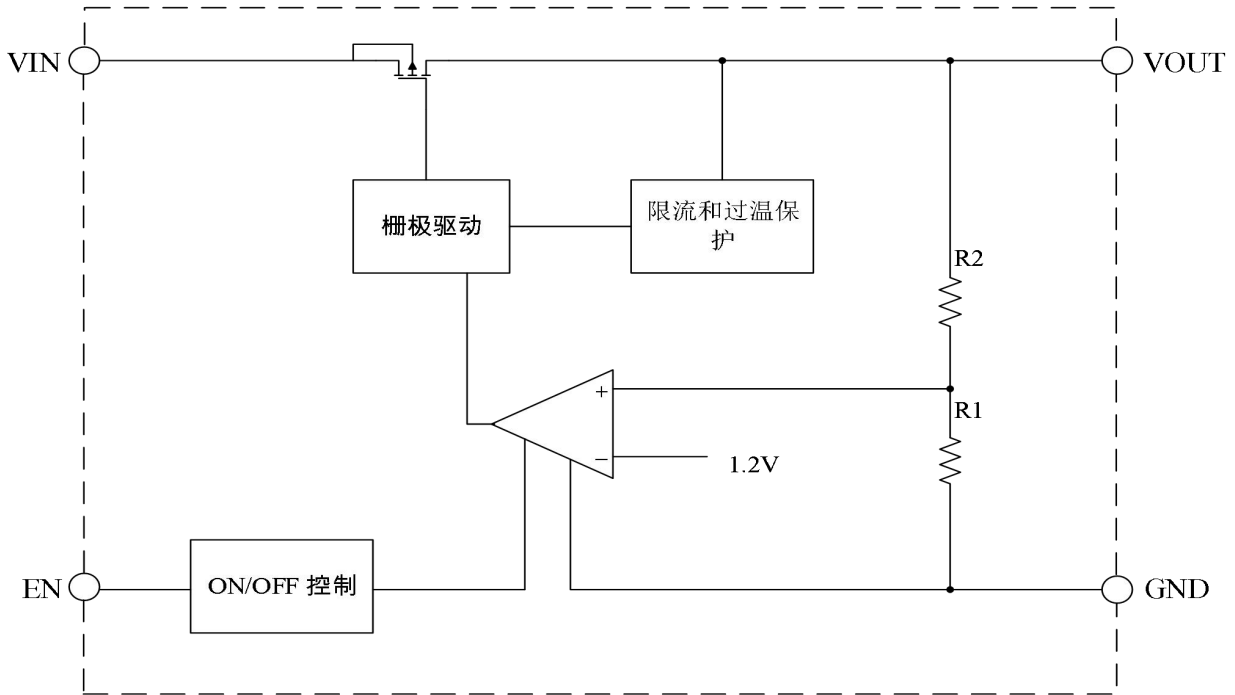 VIN
VOUT
栅极驱动
限流和过温保
护
R2
+
R1
−
1.2V
EN
ON/OFF 控制
GND